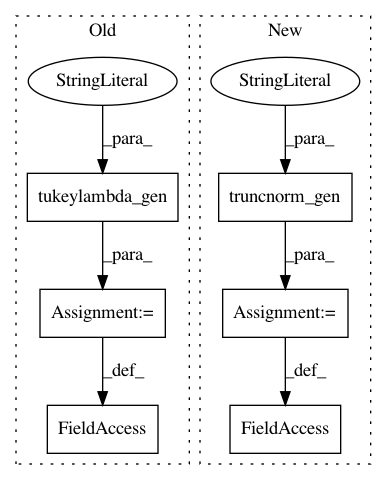 Old
StringLiteral
_para_
tukeylambda_gen
_para_
Assignment:=
_def_
FieldAccess
New
StringLiteral
_para_
truncnorm_gen
_para_
Assignment:=
_def_
FieldAccess